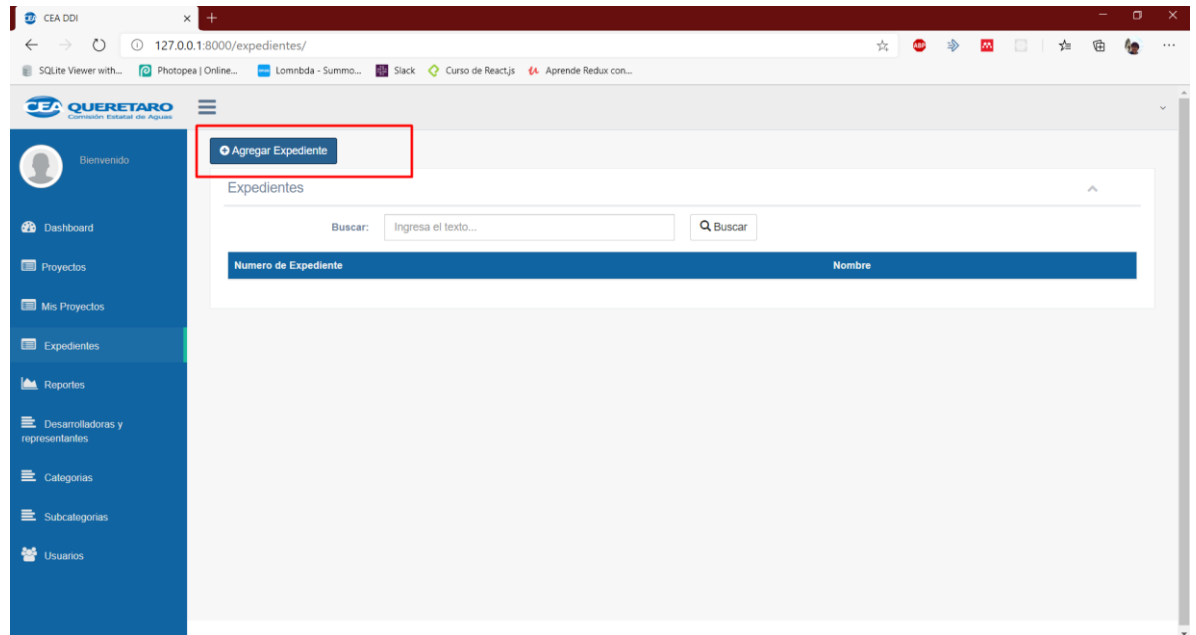 CEA DDI
127.0.0.1:8000/expedientes/
ABP
SQLite Viewer with...
Photopea | Online...
Lomnbda - Summo...
Slack
Curso de React.js
Aprende Redux con...
CEA QUERETARO
Comisión Estatal de Aguas
Bienvenido
Agregar Expediente
Expedientes
Buscar:
Ingresa el texto...
Buscar
Numero de Expediente
Nombre
Dashboard
Proyectos
Mis Proyectos
Expedientes
Reportes
Desarrolladoras y
representantes
Categorias
Subcategorias
Usuarios